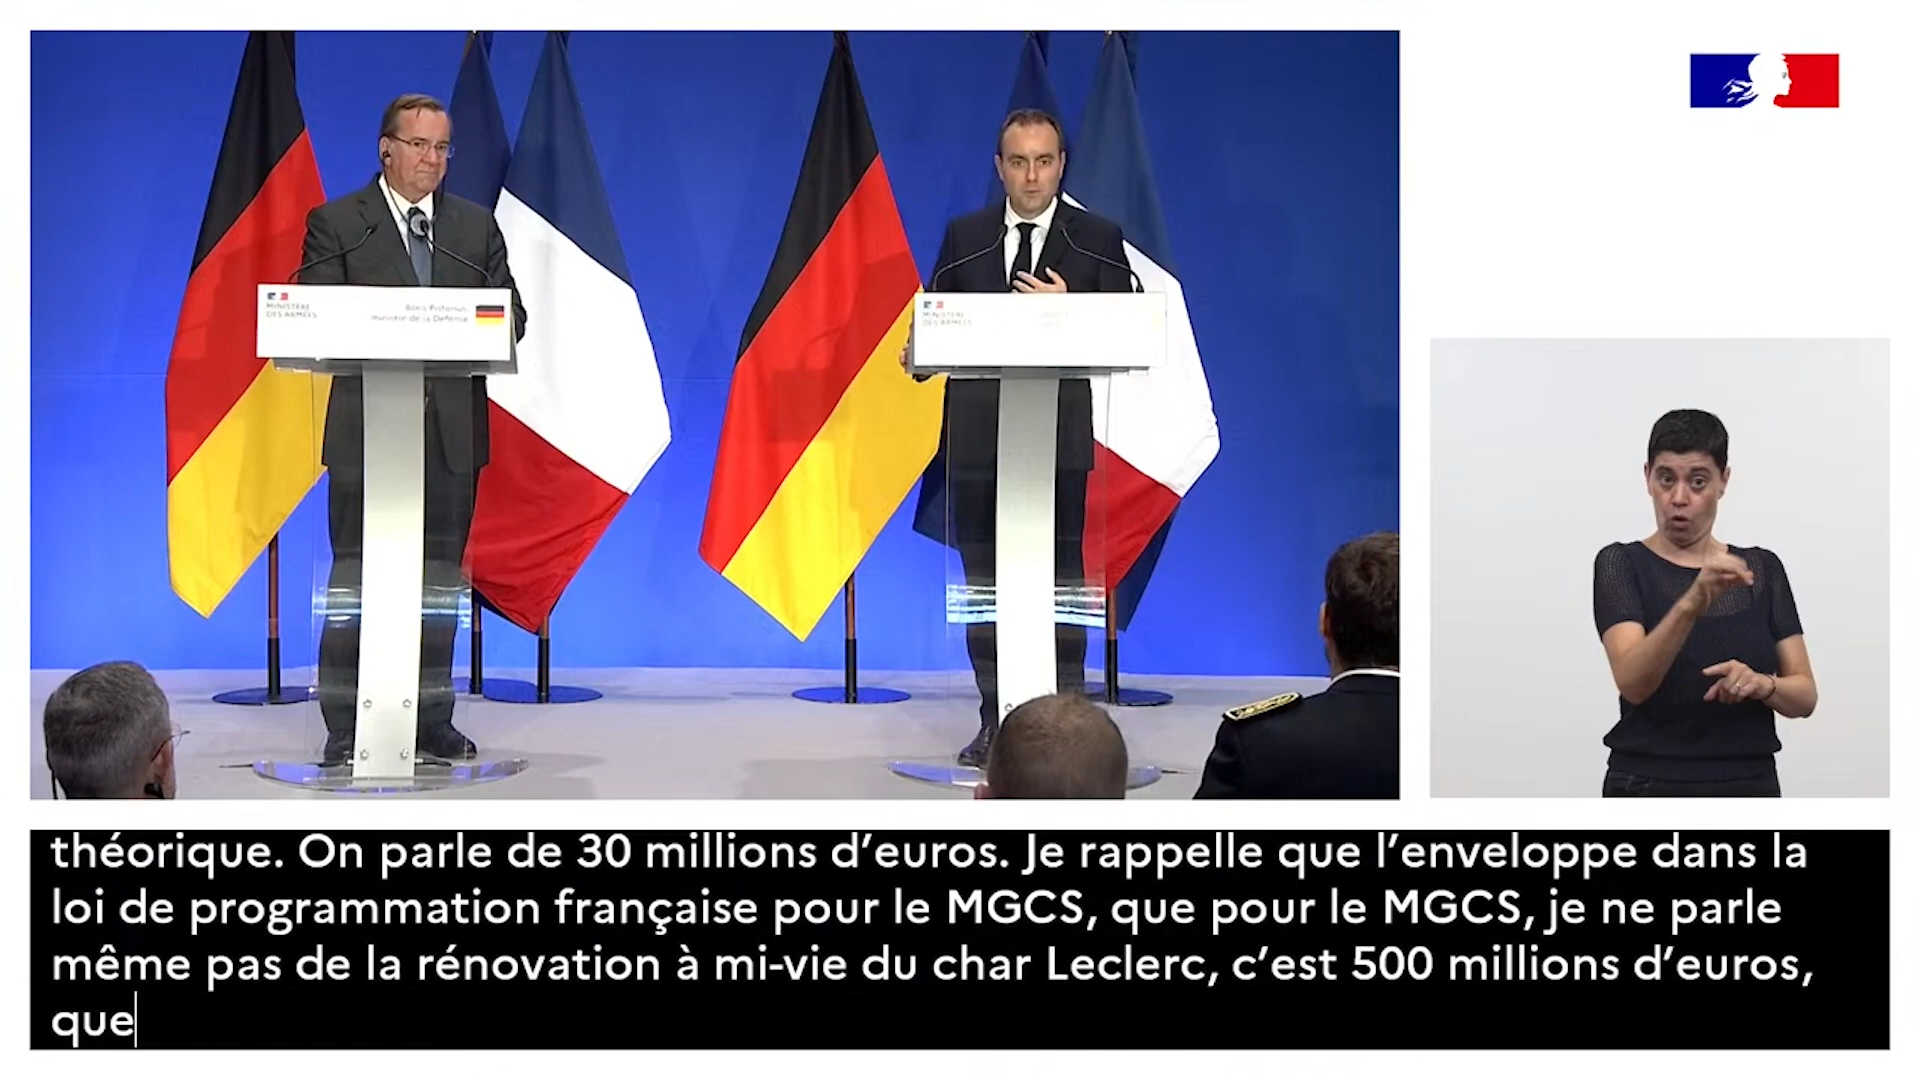 MINISTÈRE
DES ARMÉES
Boris Pistorius,
ministre de la Défense
MINISTÈRE
DES ARMÉES
théorique. On parle de 30 millions d’euros. Je rappelle que l’enveloppe dans la
loi de programmation française pour le MGCS, que pour le MGCS, je ne parle
même pas de la rénovation à mi-vie du char Leclerc, c’est 500 millions d’euros,
que